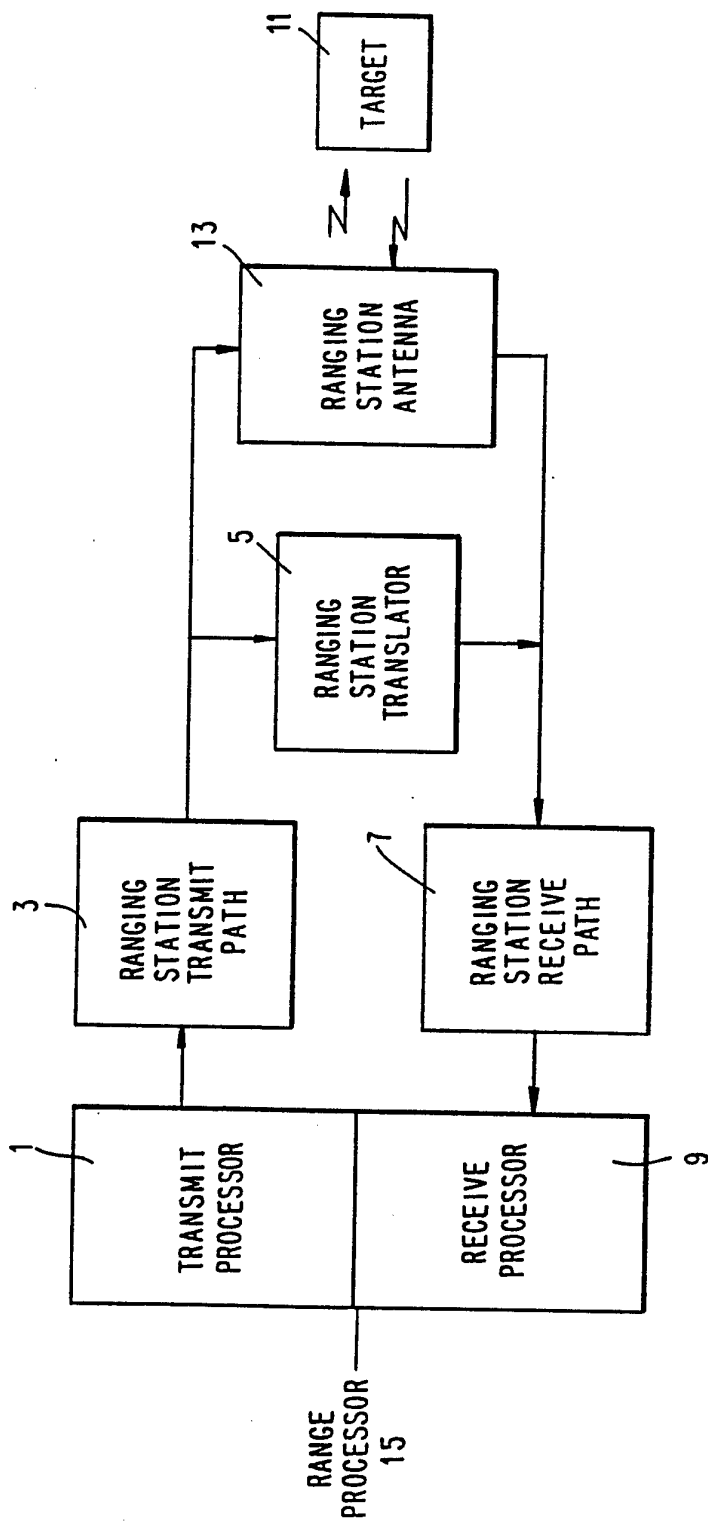 RANGE
PROCESSOR
15
1
TRANSMIT
PROCESSOR
RECEIVE
PROCESSOR
9
3
RANGING
STATION
TRANSMIT
PATH
7
RANGING
STATION
RECEIVE
PATH
5
RANGING
STATION
TRANSLATOR
13
RANGING
STATION
ANTENNA
11
TARGET